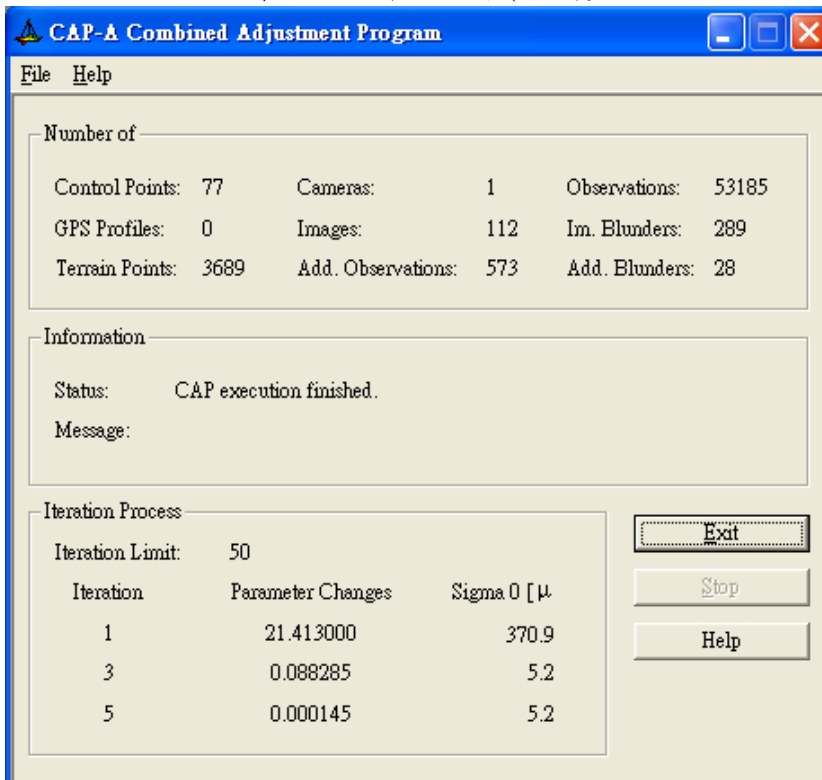 CAP-A Combined Adjustment Program
File Help
Number of
Control Points: 77 Cameras: 1 Observations: 53185
GPS Profiles: 0 Images: 112 Im. Blunders: 289
Terrain Points: 3689 Add. Observations: 573 Add. Blunders: 28
Information
Status: CAP execution finished.
Message:
Iteration Process
Iteration Limit: 50
Iteration Parameter Changes Sigma 0 [ μ
1 21.413000 370.9
3 0.088285 5.2
5 0.000145 5.2
Exit
Stop
Help